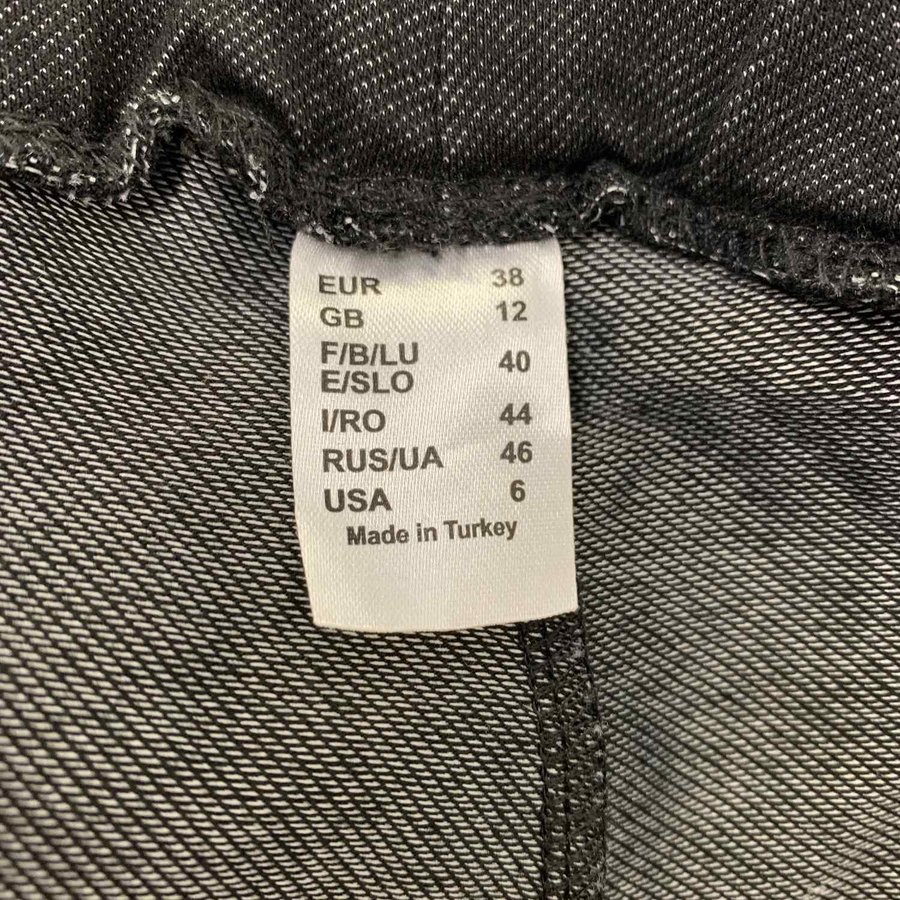 EUR 38
GB 12
F/B/LU
E/SLO 40
I/RO 44
RUS/UA 46
USA 6
Made in Turkey